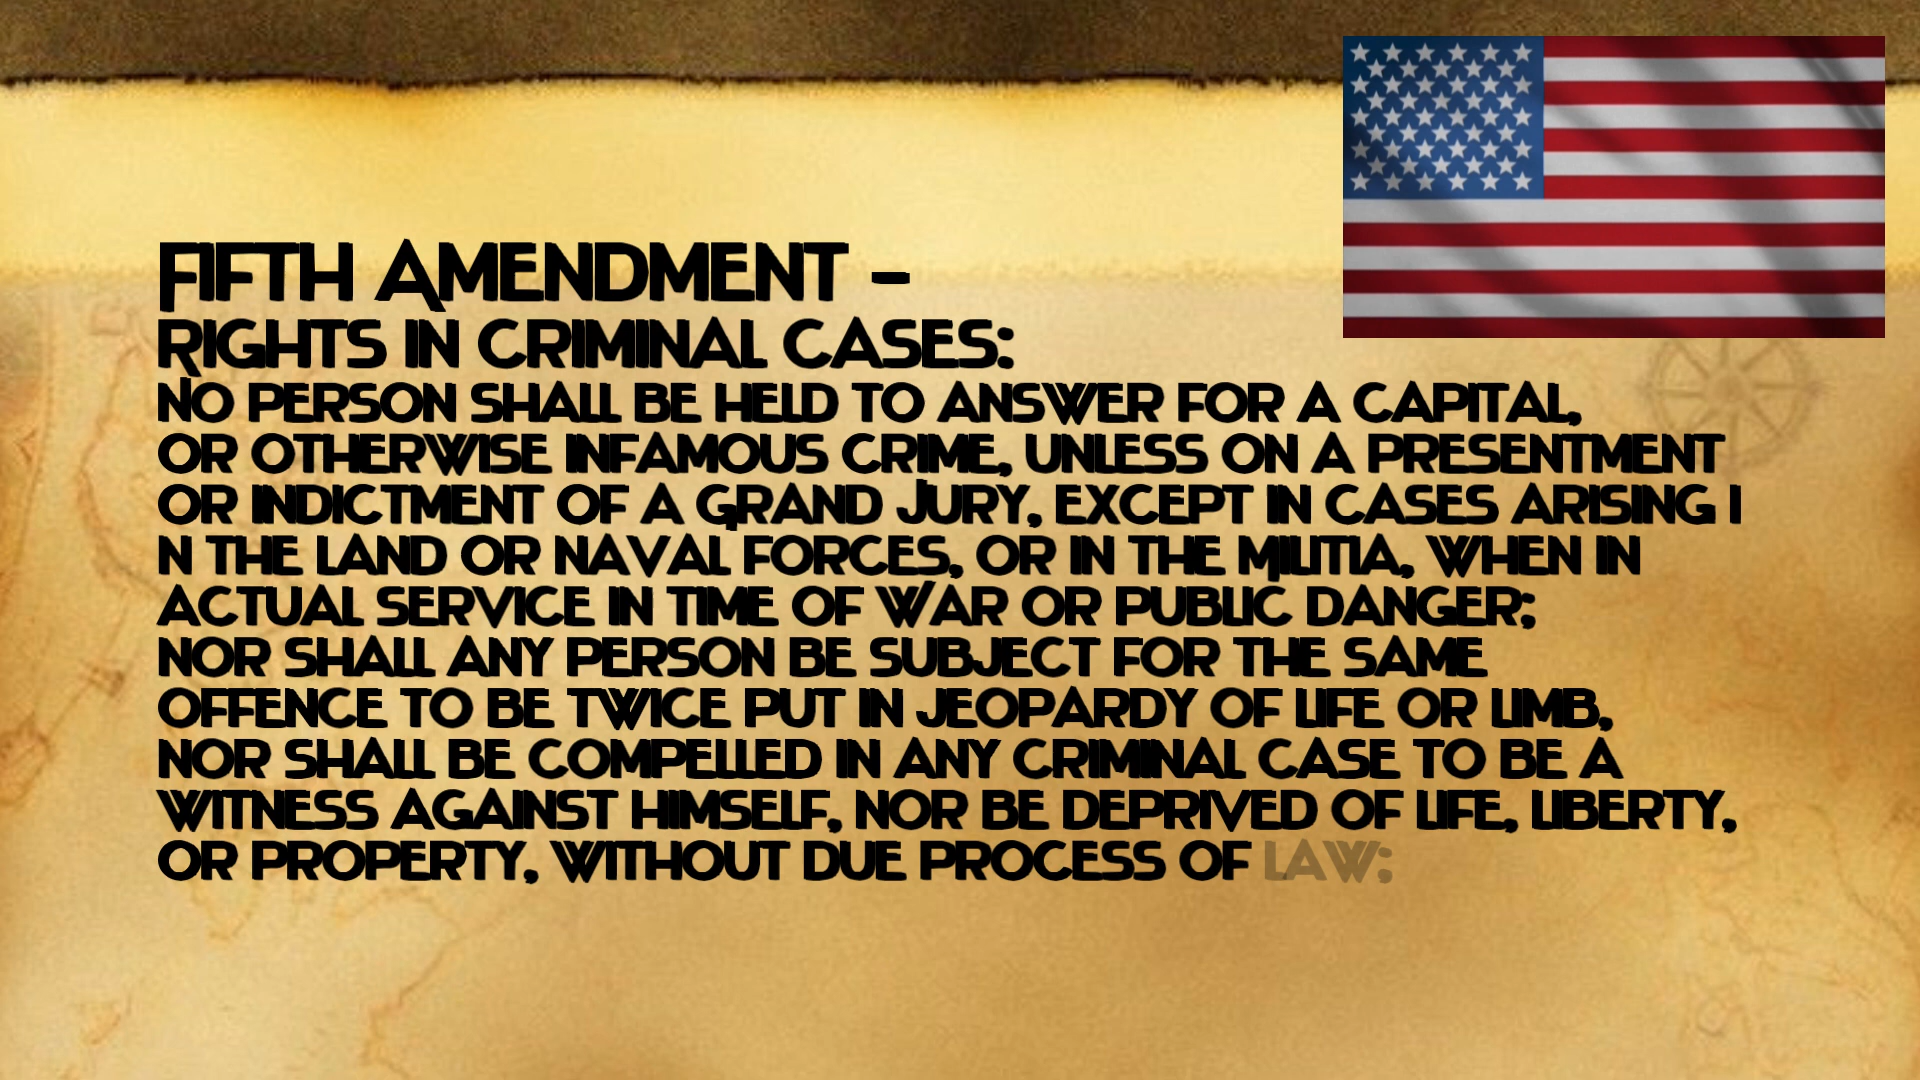 FIFTH AMENDMENT –
RIGHTS IN CRIMINAL CASES:
NO PERSON SHALL BE HELD TO ANSWER FOR A CAPITAL,
OR OTHERWISE INFAMOUS CRIME, UNLESS ON A PRESENTMENT
OR INDICTMENT OF A GRAND JURY, EXCEPT IN CASES ARISING I
N THE LAND OR NAVAL FORCES, OR IN THE MILITIA, WHEN IN
ACTUAL SERVICE IN TIME OF WAR OR PUBLIC DANGER;
NOR SHALL ANY PERSON BE SUBJECT FOR THE SAME
OFFENCE TO BE TWICE PUT IN JEOPARDY OF LIFE OR LIMB,
NOR SHALL BE COMPELLED IN ANY CRIMINAL CASE TO BE A
WITNESS AGAINST HIMSELF, NOR BE DEPRIVED OF LIFE, LIBERTY,
OR PROPERTY, WITHOUT DUE PROCESS OF LAW;